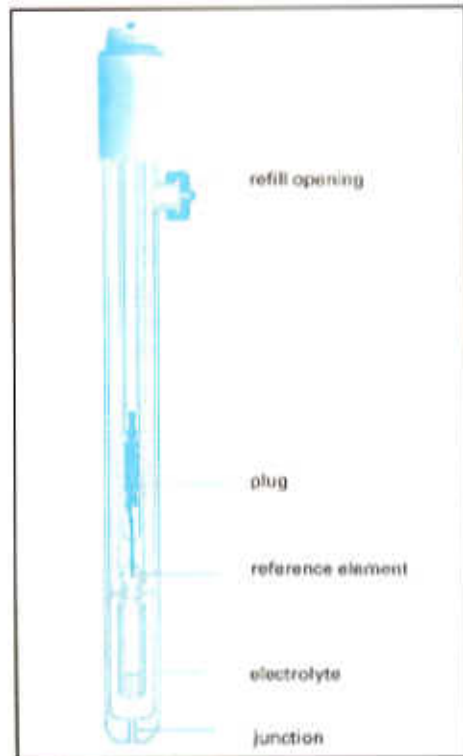 refill opening
plug
reference element
electrolyte
junction